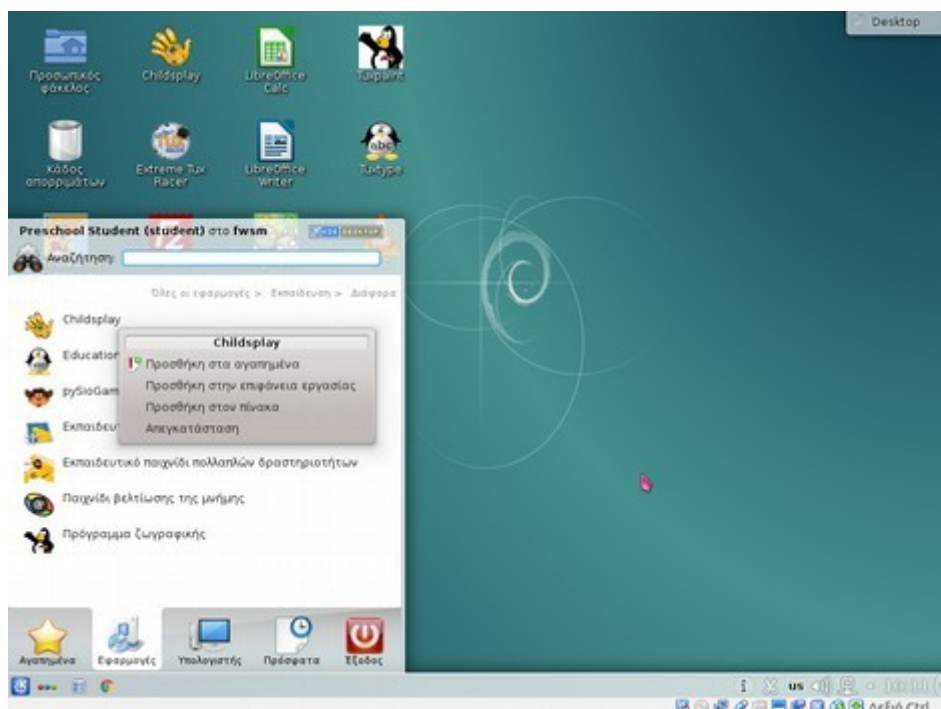 Desktop
Προσωπικός φάκελος
Childsplay
LibreOffice Calc
Tuxpaint
Κάδος απορριμάτων
Extreme Tux Racer
LibreOffice Writer
Tuxtype
Preschool Student (student) στο fwsm
Αναζήτηση:
Όλες οι εφαρμογές > Εκπαίδευση > Διάφορα
Childsplay
Education
pySioGam
Εκπαιδευ
Εκπαιδευτικό παιχνίδι πολλαπλών δραστηριοτήτων
Παιχνίδι βελτίωσης της μνήμης
Πρόγραμμα ζωγραφικής
Childsplay
Προσθήκη στα αγαπημένα
Προσθήκη στην επιφάνεια εργασίας
Προσθήκη στον πίνακα
Απεγκατάσταση
Αγαπημένα
Εφαρμογές
Υπολογιστής
Πρόσφατα
Έξοδος
us
Δεξιό Ctrl